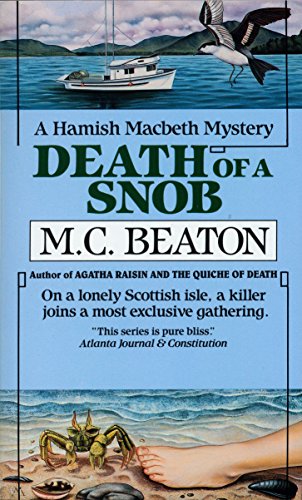 A Hamish Macbeth Mystery
DEATH OF A
SNOB
M.C. BEATON
Author of AGATHA RAISIN AND THE QUICHE OF DEATH
On a lonely Scottish isle, a killer
joins a most exclusive gathering.
"This series is pure bliss."
Atlanta Journal & Constitution